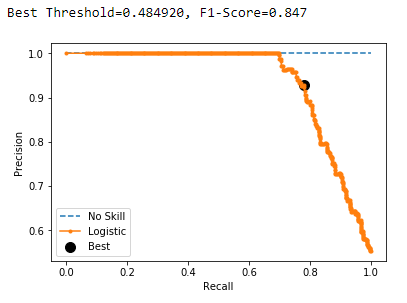 Best Threshold=0.484920, F1-Score=0.847
1.0
0.9
0.8
0.7
0.6
Precision
No Skill
Logistic
Best
0.0 0.2 0.4 0.6 0.8 1.0
Recall